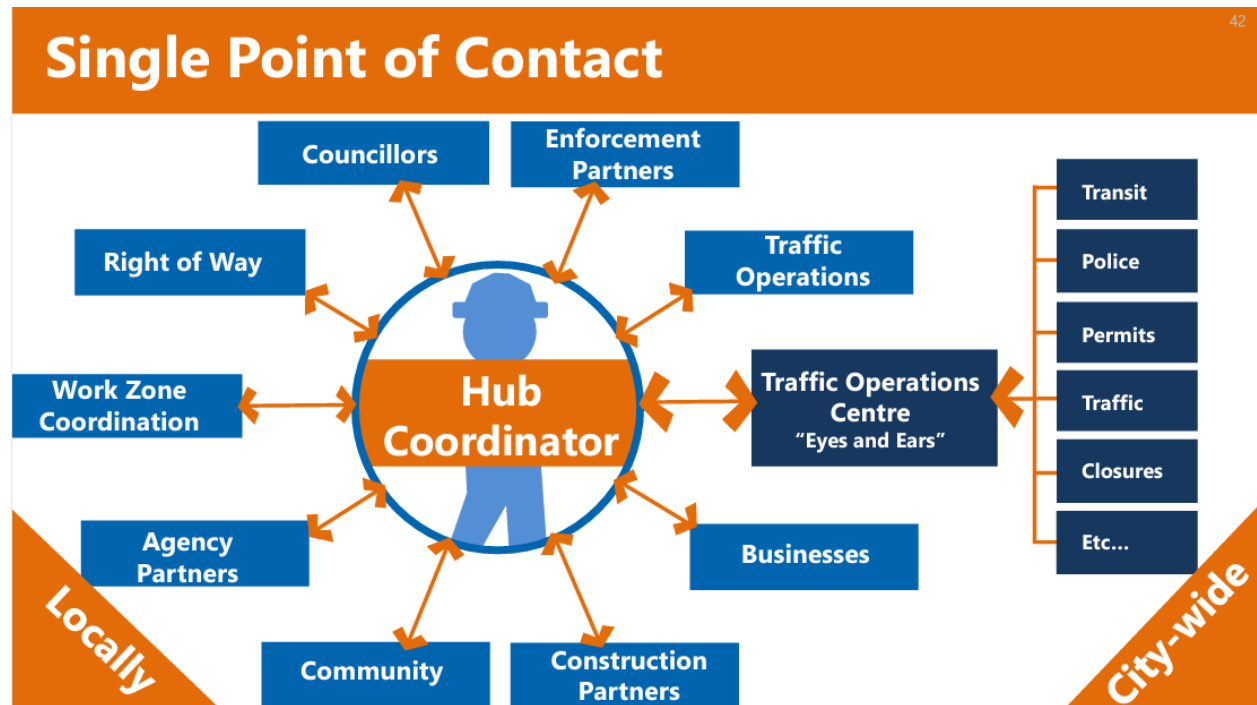 42
Single Point of Contact
Councillors
Enforcement
Partners
Right of Way
Traffic
Operations
Work Zone
Coordination
Hub
Coordinator
Traffic Operations
Centre
“Eyes and Ears”
Agency
Partners
Businesses
Community
Construction
Partners
Transit
Police
Permits
Traffic
Closures
Etc...
Locally
City-wide